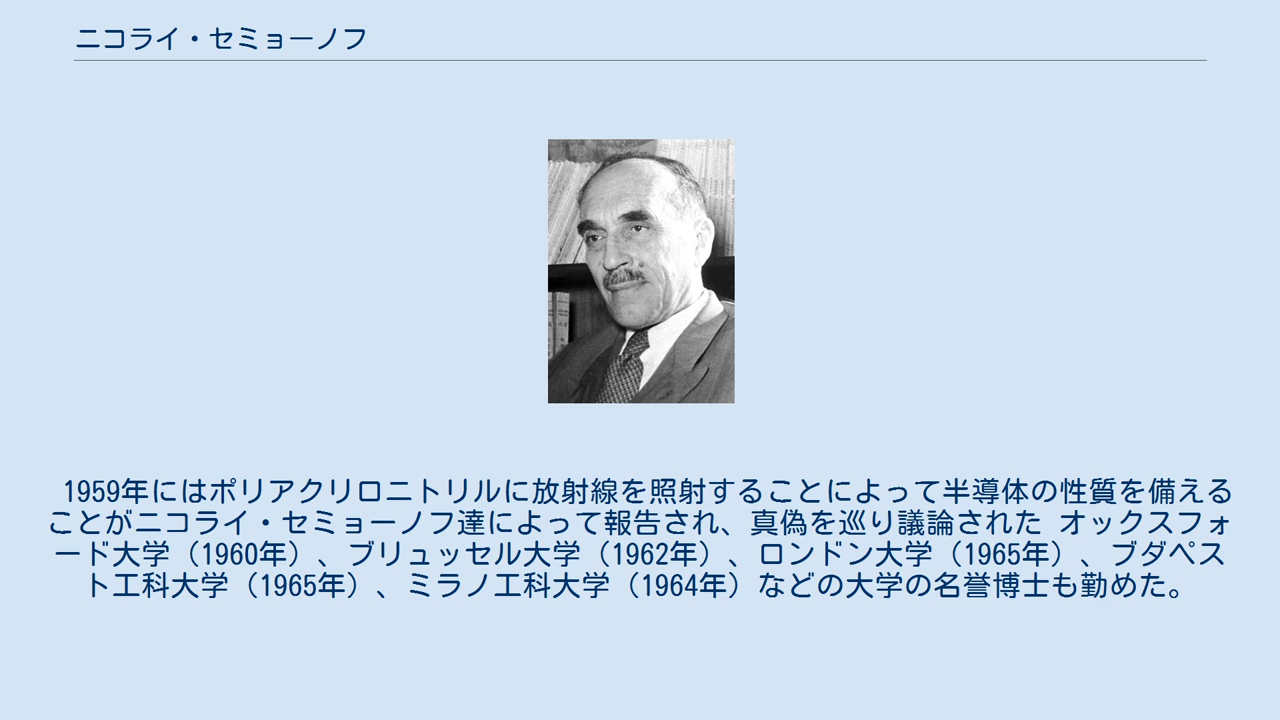 ニコライ・セミョーノフ
1959年にはポリアクリロニトリルに放射線を照射することによって半導体の性質を備える
ことがニコライ・セミョーノフ達によって報告され、真偽を巡り議論された オックスフォ
ード大学（1960年）、ブリュッセル大学（1962年）、ロンドン大学（1965年）、ブダペス
ト工科大学（1965年）、ミラノ工科大学（1964年）などの大学の名誉博士も勤めた。